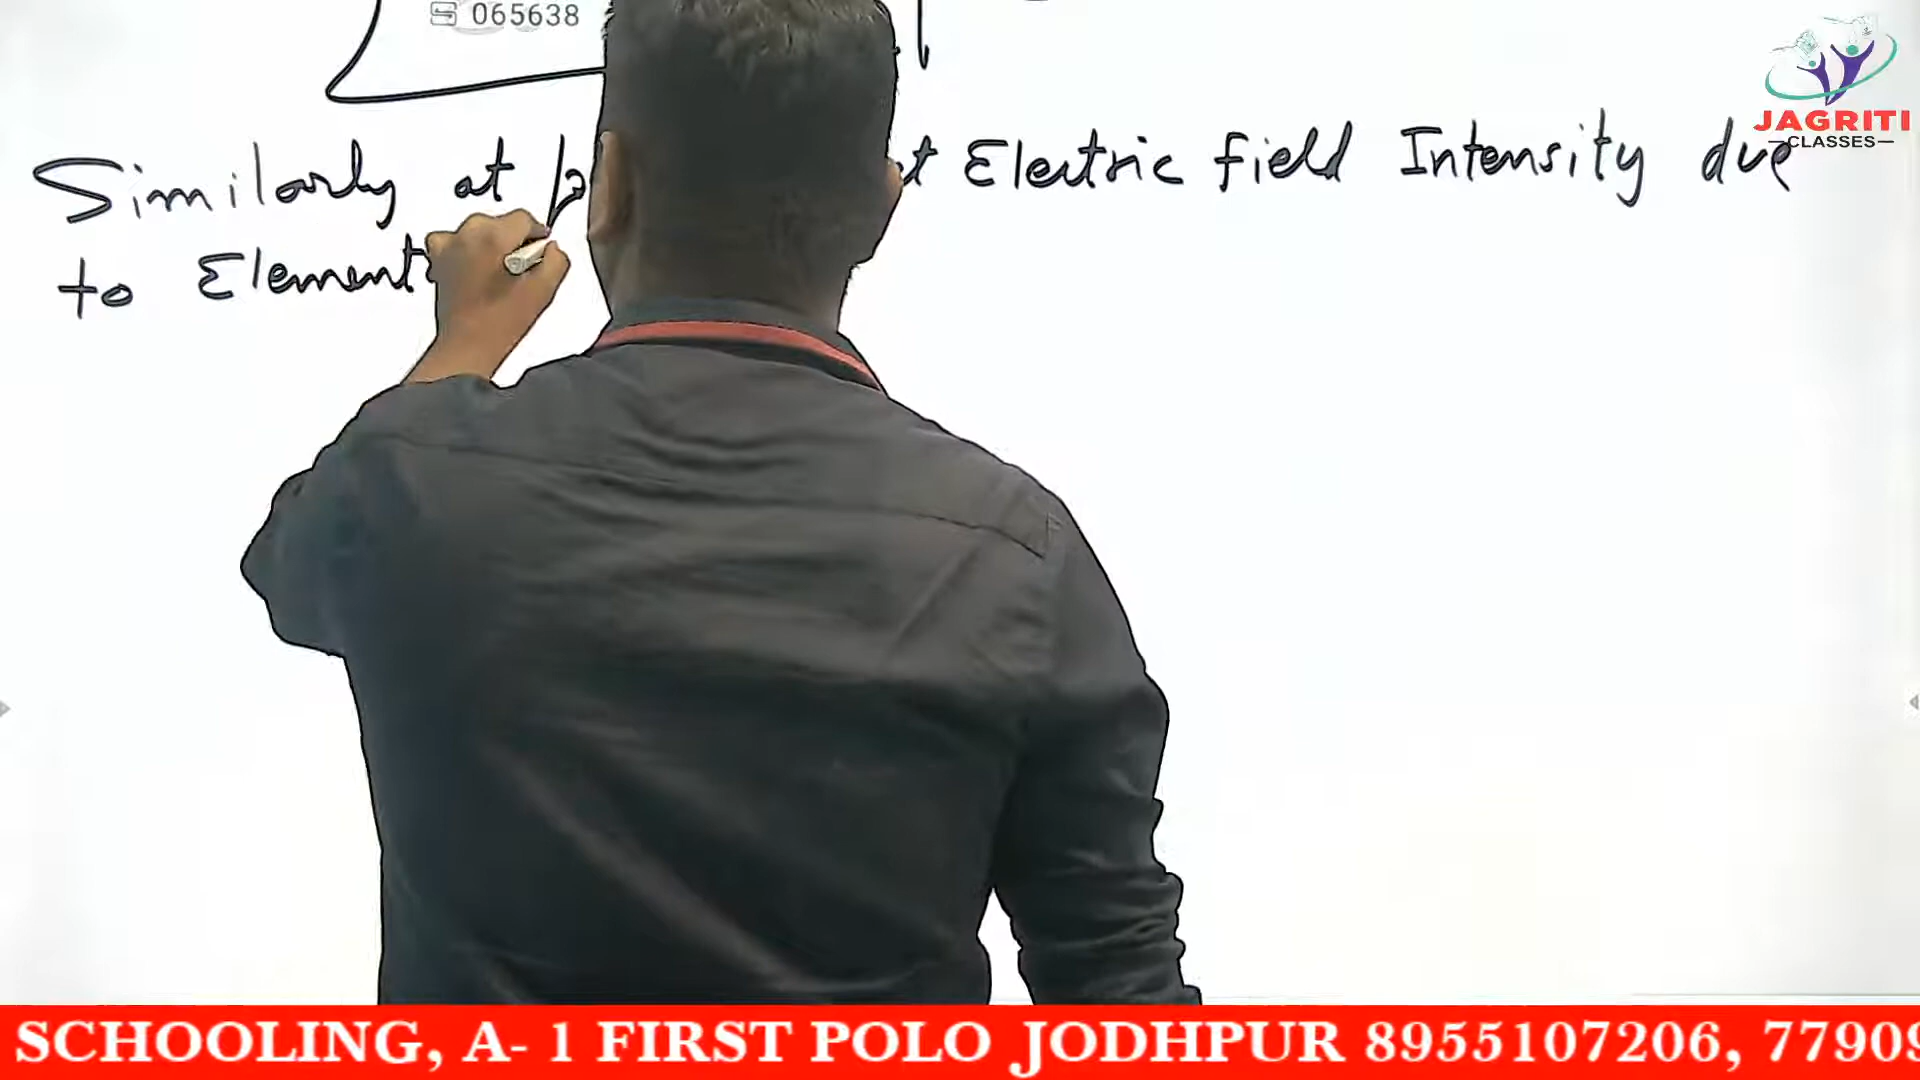 065638
JAGRITI
CLASSES
Similarly at Electric field Intensity due
to Element
SCHOOLING, A- 1 FIRST POLO JODHPUR 8955107206, 77909